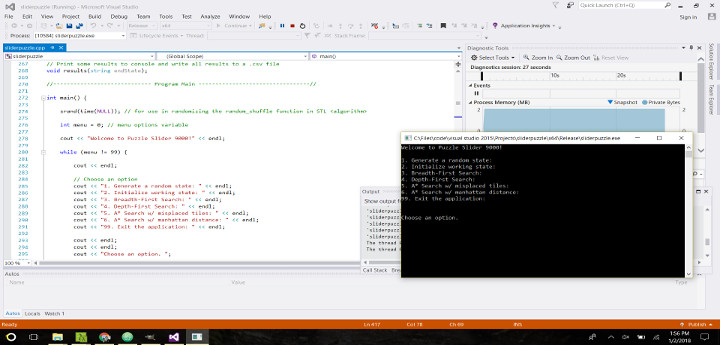 sliderpuzzle (Running) - Microsoft Visual Studio
Quick Launch (Ctrl+Q)
File Edit View Project Build Debug Team Tools Test Analyze Window Help
Sign in
Continue
Application Insights
Process: [19584] sliderpuzzle.exe
Lifecycle Events
Thread:
Stack Frame:
sliderpuzzle.cpp
sliderpuzzle
(Global Scope)
main()
267 // Print some results to console and write all results to a .csv file
268 void results(string endState);
269
270 //------------------------------ Program Main ------------------------------//
271
272 int main() {
273
274 srand(time(NULL)); // for use in randomizing the random_shuffle function in STL <algorithm>
275
276 int menu = 0; // menu options variable
277
278 cout << "Welcome to Puzzle Slider 9000!" << endl;
279
280 while (menu != 99) {
281
282 cout << endl;
283
284 // Choose an option
285 cout << "1. Generate a random state: " << endl;
286 cout << "2. Initialize working state: " << endl;
287 cout << "3. Breadth-First Search: " << endl;
288 cout << "4. Depth-First Search: " << endl;
289 cout << "5. A* Search w/ misplaced tiles: " << endl;
290 cout << "6. A* Search w/ manhattan distance: " << endl;
291 cout << "99. Exit the application: " << endl;
292
293 cout << endl;
294 cout << endl;
295 cout << "Choose an option. ";
100 %
Diagnostic Tools
Select Tools Zoom In Zoom Out Reset View
Diagnostics session: 27 seconds
10s 20s
Events
Process Memory (MB)
Snapshot Private Bytes
2 2
C:\Files\code\visual studio 2015\Projects\sliderpuzzle\x64\Release\sliderpuzzle.exe
Welcome to Puzzle Slider 9000!
1. Generate a random state:
2. Initialize working state:
3. Breadth-First Search:
4. Depth-First Search:
5. A* Search w/ misplaced tiles:
6. A* Search w/ manhattan distance:
99. Exit the application:
Choose an option.
Output
Show output f
'sliderpuzz
'sliderpuzz
'sliderpuzz
'sliderpuzz
The thread
The thread
Call Stack
Solution Explorer
Team Explorer
Autos
Name
Value
Type
Autos Locals Watch 1
Ready
Ln 417
Col 78
Ch 69
INS
Publish
1:56 PM
1/2/2018